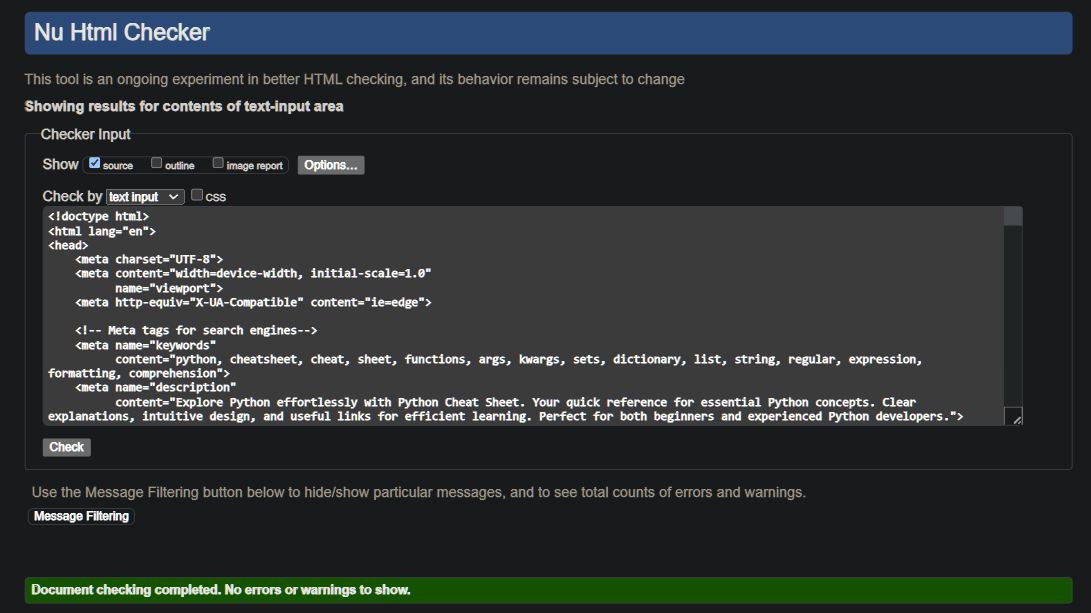 Nu Html Checker
This tool is an ongoing experiment in better HTML checking, and its behavior remains subject to change
Showing results for contents of text-input area
Checker Input
Show source outline image report Options...
Check by text input css
<!doctype html>
<html lang="en">
<head>
    <meta charset="UTF-8">
    <meta content="width=device-width, initial-scale=1.0"
          name="viewport">
    <meta http-equiv="X-UA-Compatible" content="ie=edge">
    <!-- Meta tags for search engines-->
    <meta name="keywords"
          content="python, cheatsheet, cheat, sheet, functions, args, kwargs, sets, dictionary, list, string, regular, expression,
formatting, comprehension">
    <meta name="description"
          content="Explore Python effortlessly with Python Cheat Sheet. Your quick reference for essential Python concepts. Clear
explanations, intuitive design, and useful links for efficient learning. Perfect for both beginners and experienced Python developers.">
Check
Use the Message Filtering button below to hide/show particular messages, and to see total counts of errors and warnings.
Message Filtering
Document checking completed. No errors or warnings to show.